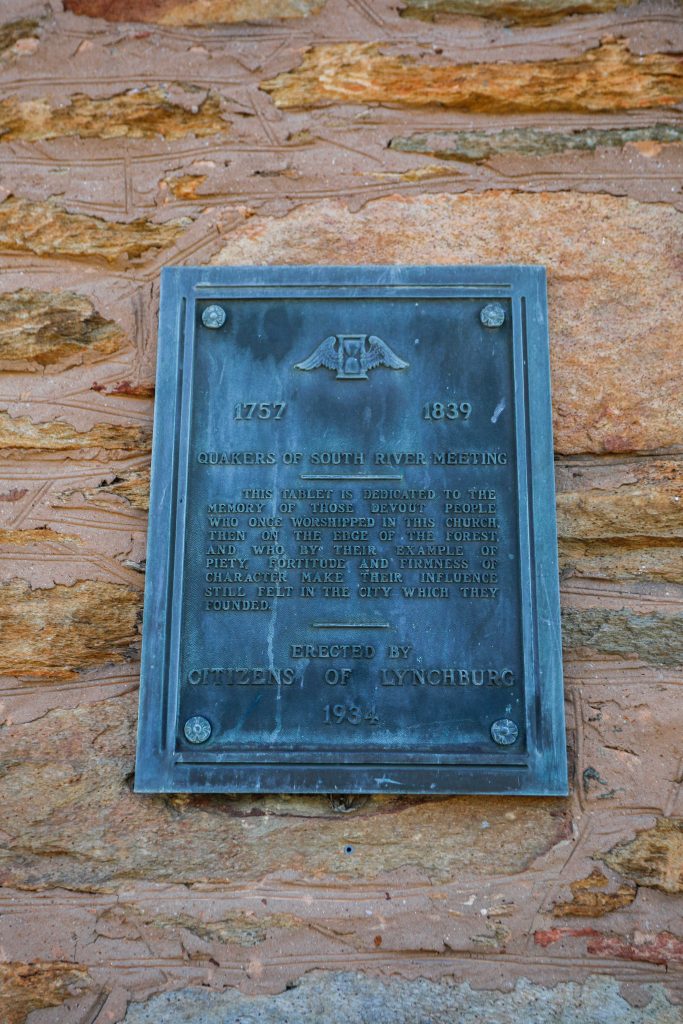 1757 1839
QUAKERS OF SOUTH RIVER MEETING
THIS TABLET IS DEDICATED TO THE
MEMORY OF THOSE DEVOUT PEOPLE
WHO ONCE WORSHIPPED IN THIS CHURCH,
THEN ON THE EDGE OF THE FOREST,
AND WHO BY THEIR EXAMPLE OF
PIETY, FORTITUDE AND FIRMNESS OF
CHARACTER MAKE THEIR INFLUENCE
STILL FELT IN THE CITY WHICH THEY
FOUNDED.
ERECTED BY
CITIZENS OF LYNCHBURG
1934